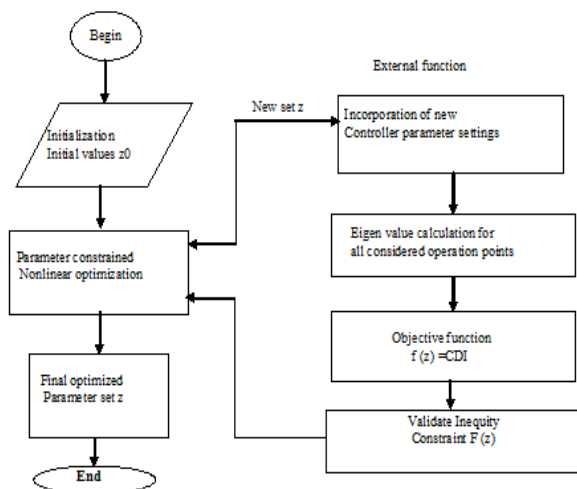 Begin
External function
New set z
Initialization
Initial values z0
Incorporation of new
Controller parameter settings
Parameter constrained
Nonlinear optimization
Eigen value calculation for
all considered operation points
Objective function
f (z) =CDI
Final optimized
Parameter set z
Validate Inequity
Constraint F (z)
End